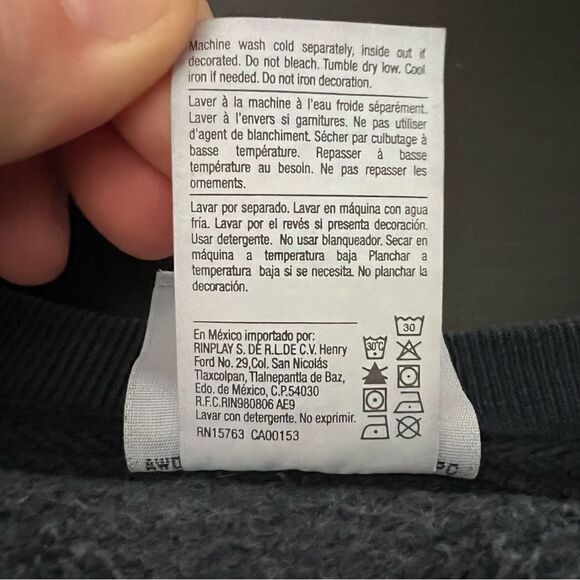 Machine wash cold separately, inside out if
decorated. Do not bleach. Tumble dry low. Cool
iron if needed. Do not iron decoration.
Laver à la machine à l'eau froide séparément.
Laver à l'envers si garnitures. Ne pas utiliser
d'agent de blanchiment. Sécher par culbutage à
basse température. Repasser à basse
température au besoin. Ne pas repasser les
ornements.
Lavar por separado. Lavar en máquina con agua
fría. Lavar por el revés si presenta decoración.
Usar detergente. No usar blanqueador. Secar en
máquina a temperatura baja Planchar a
temperatura baja si se necesita. No planchar la
decoración.
En México importado por:
RINPLAY S. DE R.L.DE C.V. Henry
Ford No. 29,Col. San Nicolás
Tlaxcolpan, Tlalnepantla de Baz,
Edo. de México, C.P.54030
R.F.C.RIN980806 AE9
Lavar con detergente. No exprimir.
RN15763 CA00153
30
30°C